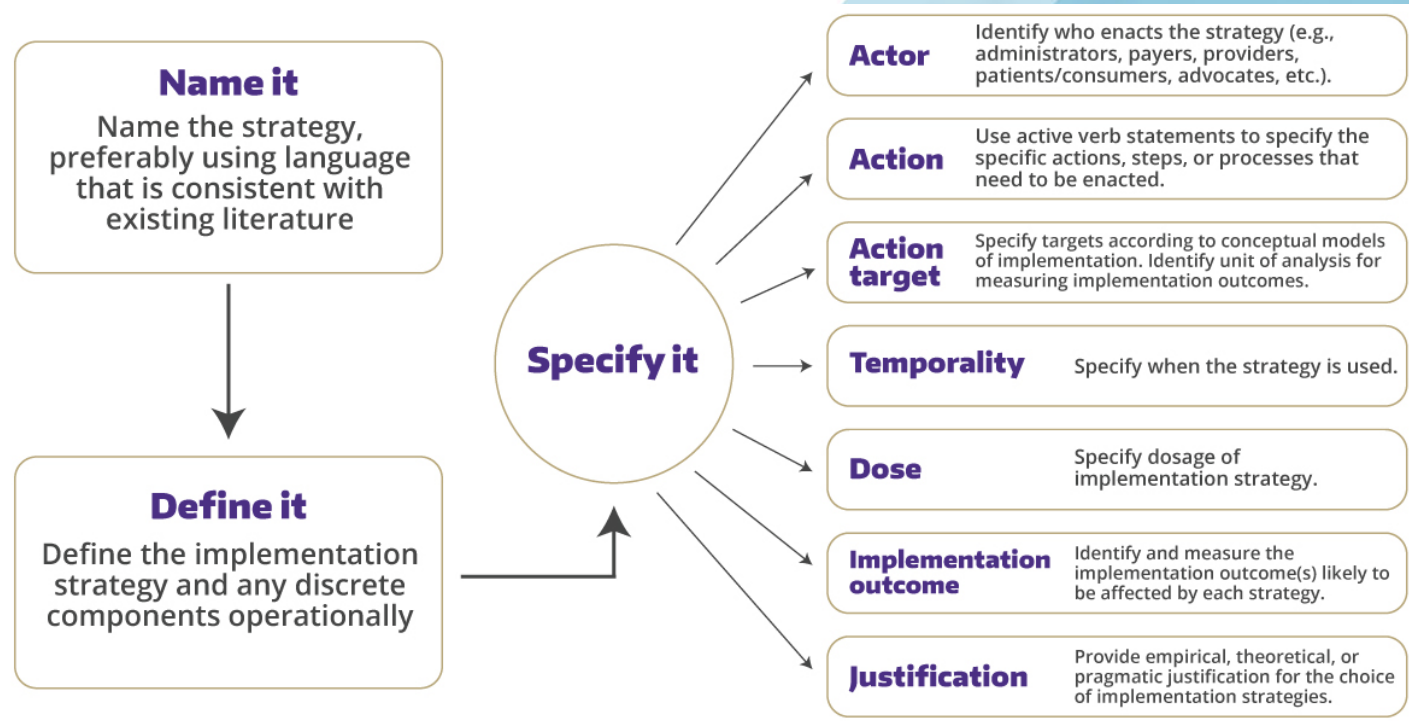 Name it
Name the strategy,
preferably using language
that is consistent with
existing literature
Define it
Define the implementation
strategy and any discrete
components operationally
Specify it
Actor
Identify who enacts the strategy (e.g.,
administrators, payers, providers,
patients/consumers, advocates, etc.).
Action
Use active verb statements to specify the
specific actions, steps, or processes that
need to be enacted.
Action
target
Specify targets according to conceptual models
of implementation. Identify unit of analysis for
measuring implementation outcomes.
Temporality
Specify when the strategy is used.
Dose
Specify dosage of
implementation strategy.
Implementation
outcome
Identify and measure the
implementation outcome(s) likely to
be affected by each strategy.
Justification
Provide empirical, theoretical, or
pragmatic justification for the choice
of implementation strategies.